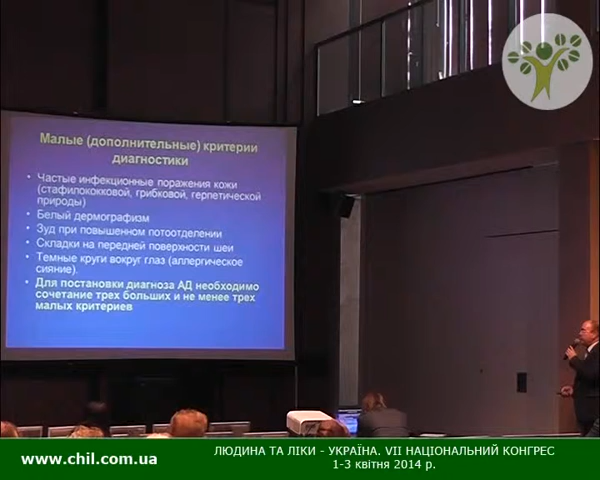 Малые (дополнительные) критерии
диагностики
• Частые инфекционные поражения кожи
(стафилококковой, грибковой, герпетической
природы)
• Белый дермографизм
• Зуд при повышенном потоотделении
• Складки на передней поверхности шеи
• Темные круги вокруг глаз (аллергическое
сияние).
• Для постановки диагноза АД необходимо
сочетание трех больших и не менее трех
малых критериев
www.chil.com.ua
ЛЮДИНА ТА ЛІКИ - УКРАЇНА. VII НАЦІОНАЛЬНИЙ КОНГРЕС
1-3 квітня 2014 р.